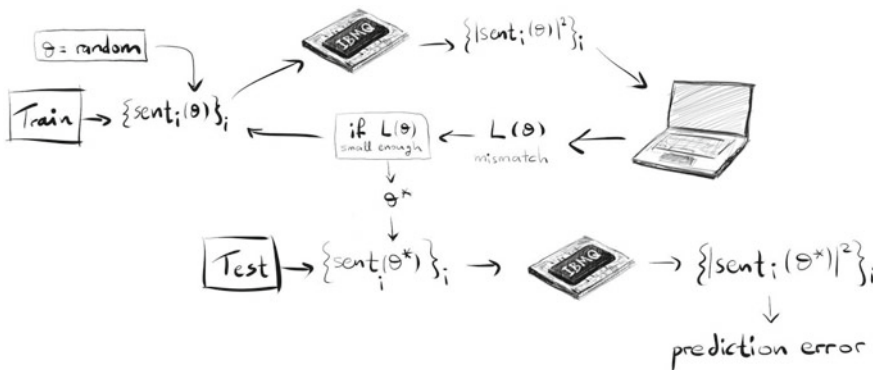 θ = random
Train
{sent_i(θ)}_i
IBMQ
{|sent_i(θ)|²}_i
L(θ)
mismatch
if L(θ)
small enough
θ*
Test
{sent_i(θ*)}_i
IBMQ
{|sent_i(θ*)|²}_i
prediction error